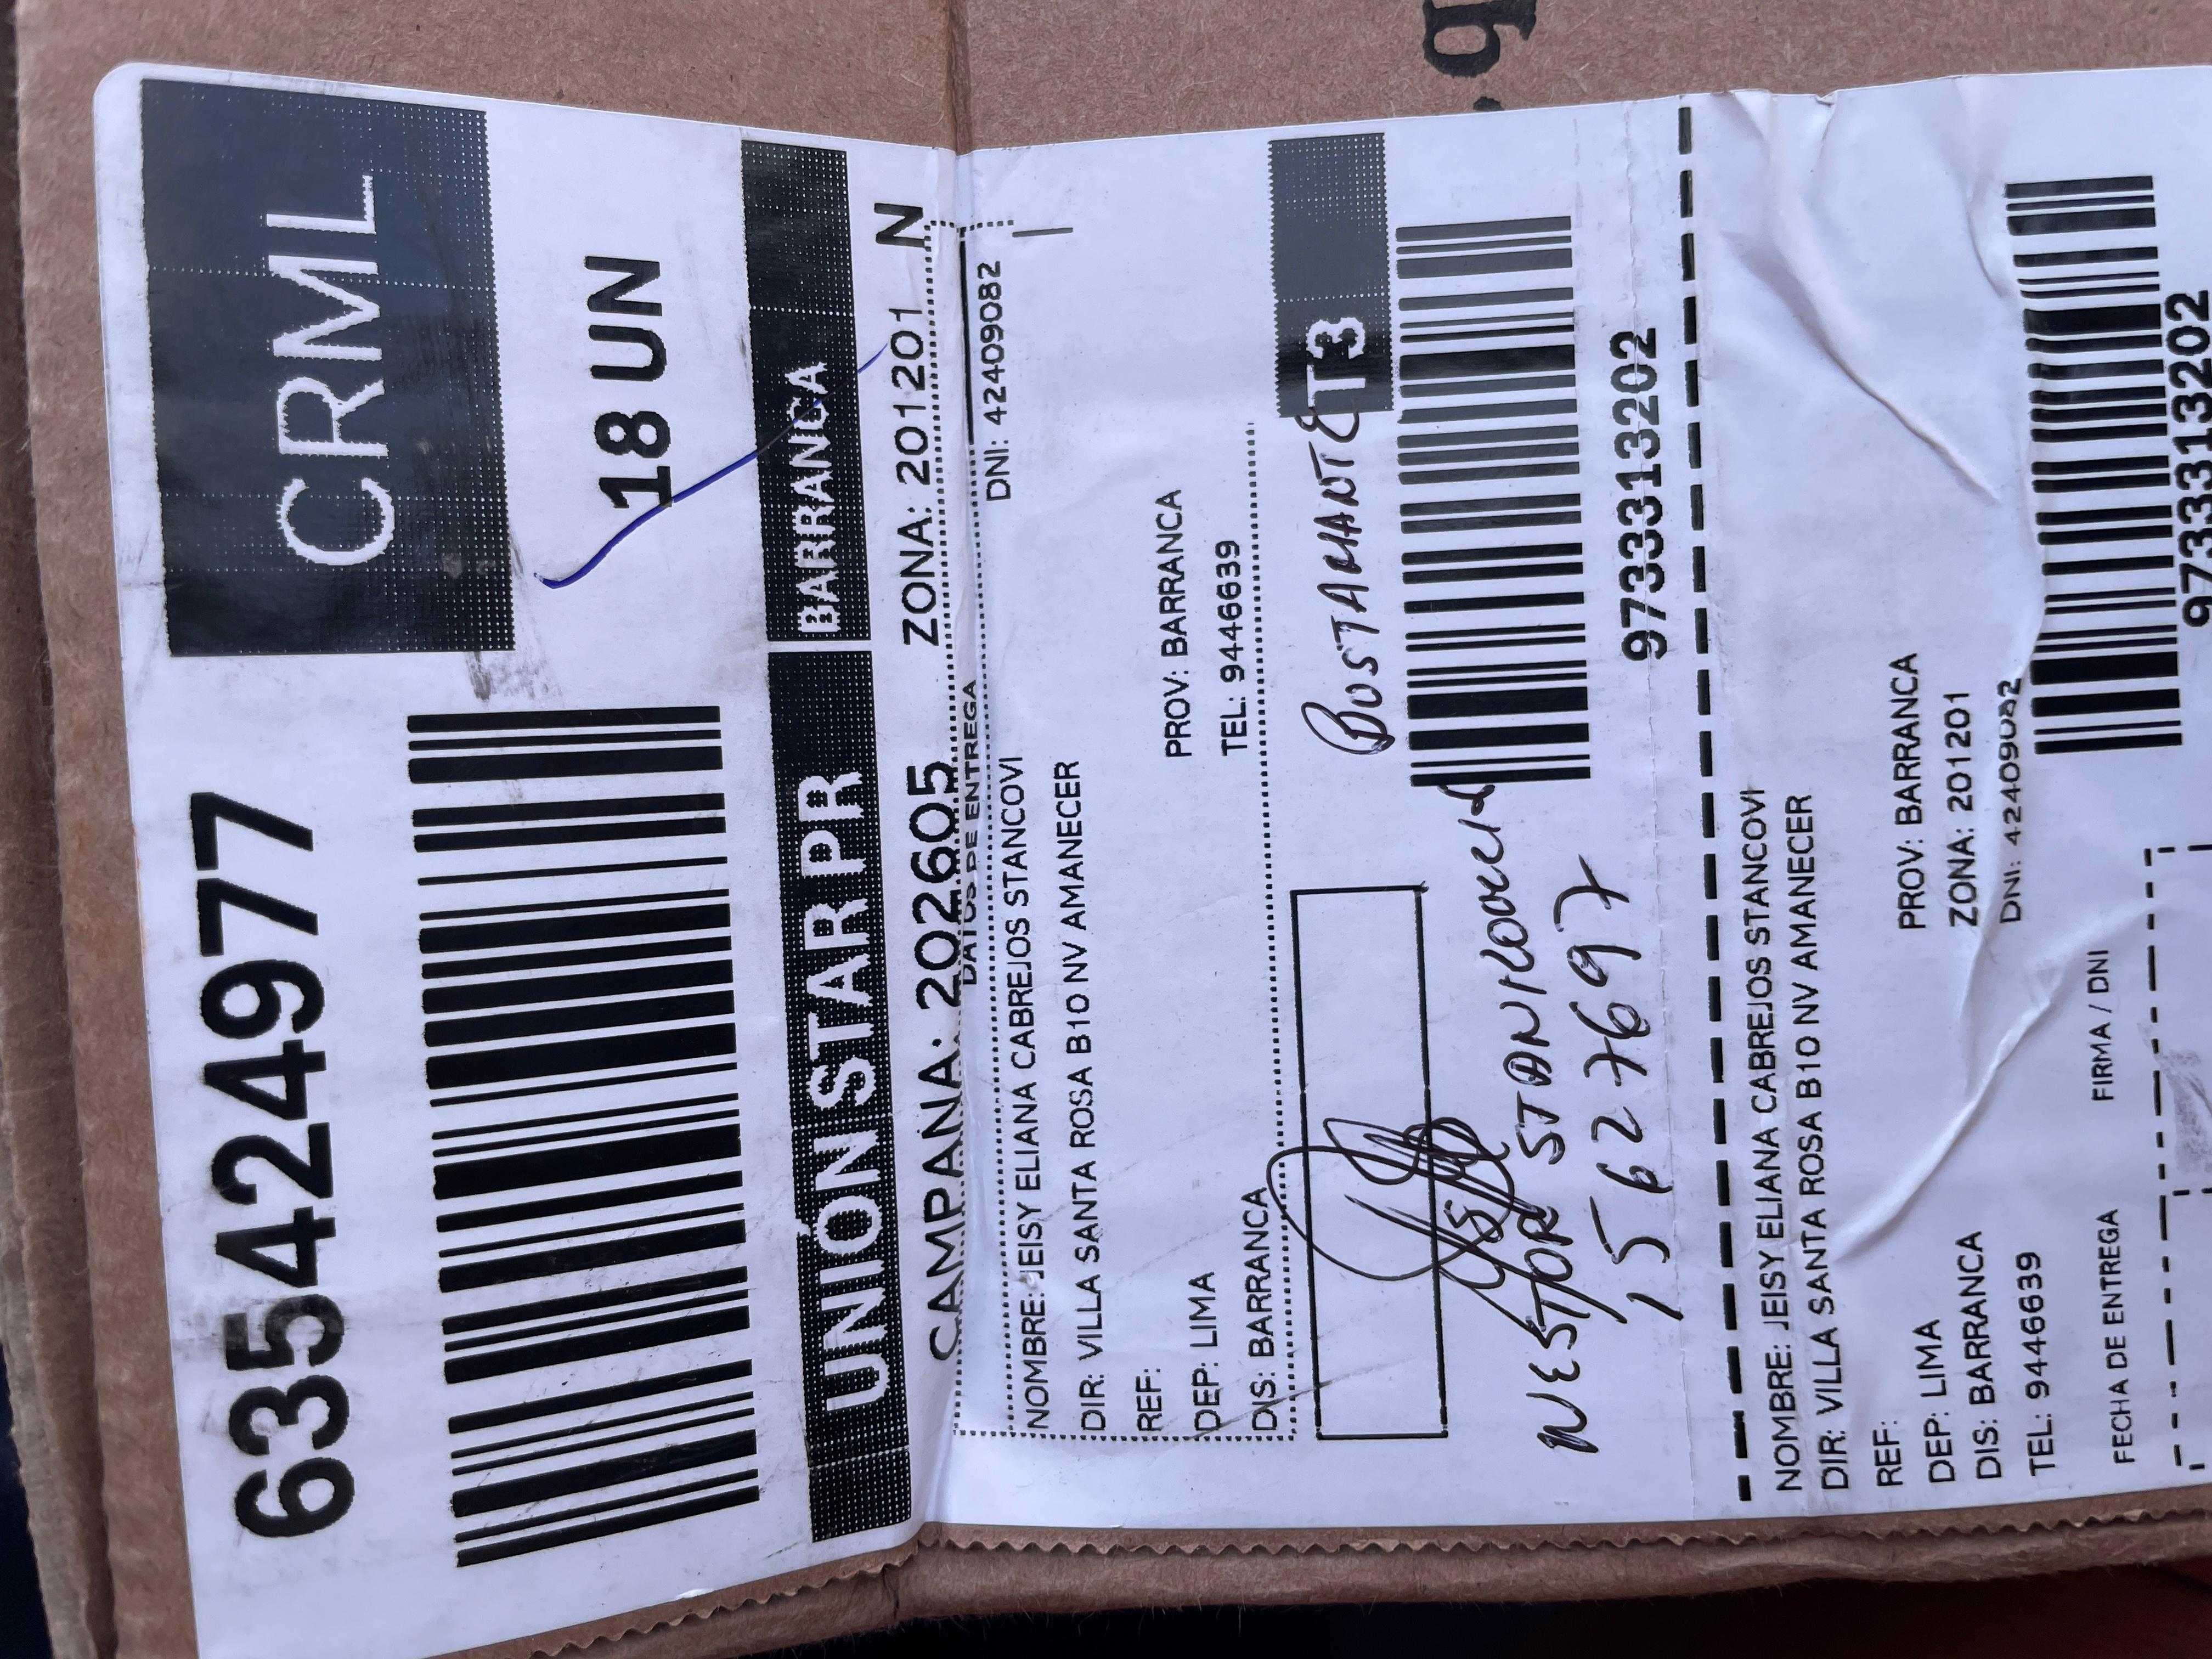 635424977
CRML
18 UN
UNIÓN STAR PR
BARRANCA
CAMPAÑA: 202605
ZONA: 201201
N
DATOS DE ENTREGA
NOMBRE: JEISY ELIANA CABREJOS STANCOVI
DNI: 42409082
DIR: VILLA SANTA ROSA B10 NV AMANECER
REF:
DEP: LIMA
PROV: BARRANCA
DIS: BARRANCA
TEL: 9446639
BUSTAMANTE
T3
NESTOR
15627697
9733313202
NOMBRE: JEISY ELIANA CABREJOS STANCOVI
DIR: VILLA SANTA ROSA B10 NV AMANECER
REF:
DEP: LIMA
PROV: BARRANCA
DIS: BARRANCA
ZONA: 201201
TEL: 9446639
DNI: 42409082
FECHA DE ENTREGA
FIRMA / DNI
9733313202